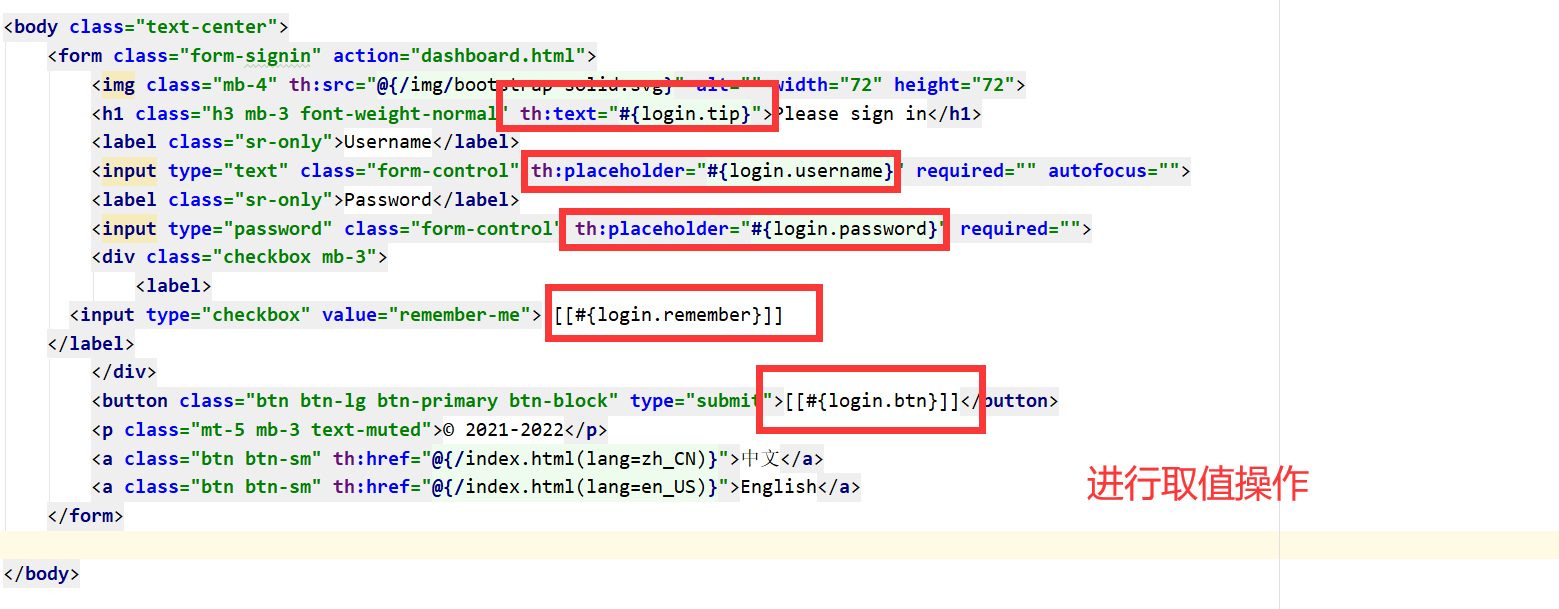 <body class="text-center">
<form class="form-signin" action="dashboard.html">
<img class="mb-4" th:src="@{/img/bootstrap-solid.svg}" alt="" width="72" height="72">
<h1 class="h3 mb-3 font-weight-normal" th:text="#{login.tip}">Please sign in</h1>
<label class="sr-only">Username</label>
<input type="text" class="form-control" th:placeholder="#{login.username}" required="" autofocus="">
<label class="sr-only">Password</label>
<input type="password" class="form-control" th:placeholder="#{login.password}" required="">
<div class="checkbox mb-3">
<label>
<input type="checkbox" value="remember-me"> [[#{login.remember}]]
</label>
</div>
<button class="btn btn-lg btn-primary btn-block" type="submit">[[#{login.btn}]]</button>
<p class="mt-5 mb-3 text-muted">© 2021-2022</p>
<a class="btn btn-sm" th:href="@{/index.html(lang=zh_CN)}">中文</a>
<a class="btn btn-sm" th:href="@{/index.html(lang=en_US)}">English</a>
进行取值操作
</form>
</body>